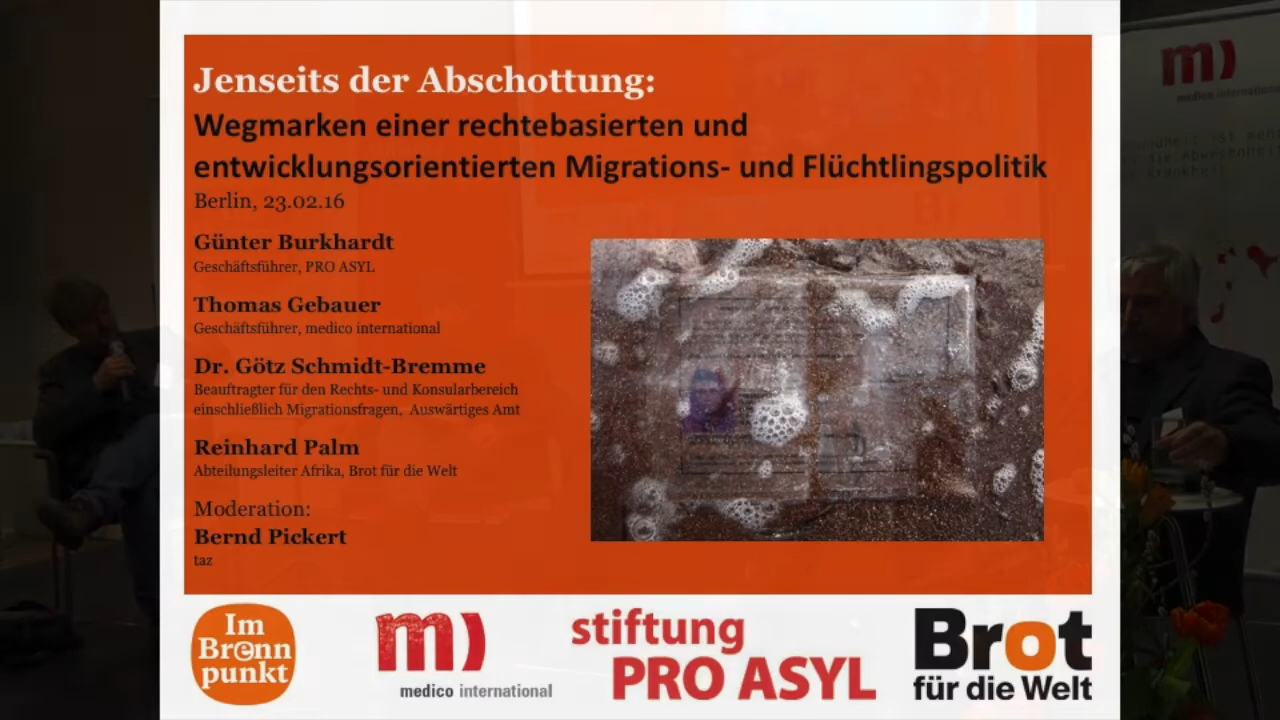 Jenseits der Abschottung:
Wegmarken einer rechtebasierten und
entwicklungsorientierten Migrations- und Flüchtlingspolitik
Berlin, 23.02.16
Günter Burkhardt
Geschäftsführer, PRO ASYL
Thomas Gebauer
Geschäftsführer, medico international
Dr. Götz Schmidt-Bremme
Beauftragter für den Rechts- und Konsularbereich
einschließlich Migrationsfragen, Auswärtiges Amt
Reinhard Palm
Abteilungsleiter Afrika, Brot für die Welt
Moderation:
Bernd Pickert
taz
Im
Brenn
punkt
m)
medico international
stiftung
PRO ASYL
Brot
für die Welt
m)
medico international